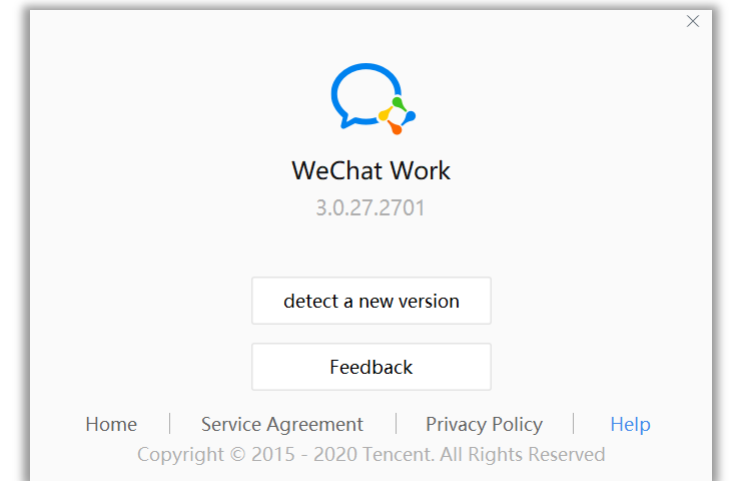 WeChat Work
3.0.27.2701
detect a new version
Feedback
Home | Service Agreement | Privacy Policy | Help
Copyright © 2015 - 2020 Tencent. All Rights Reserved